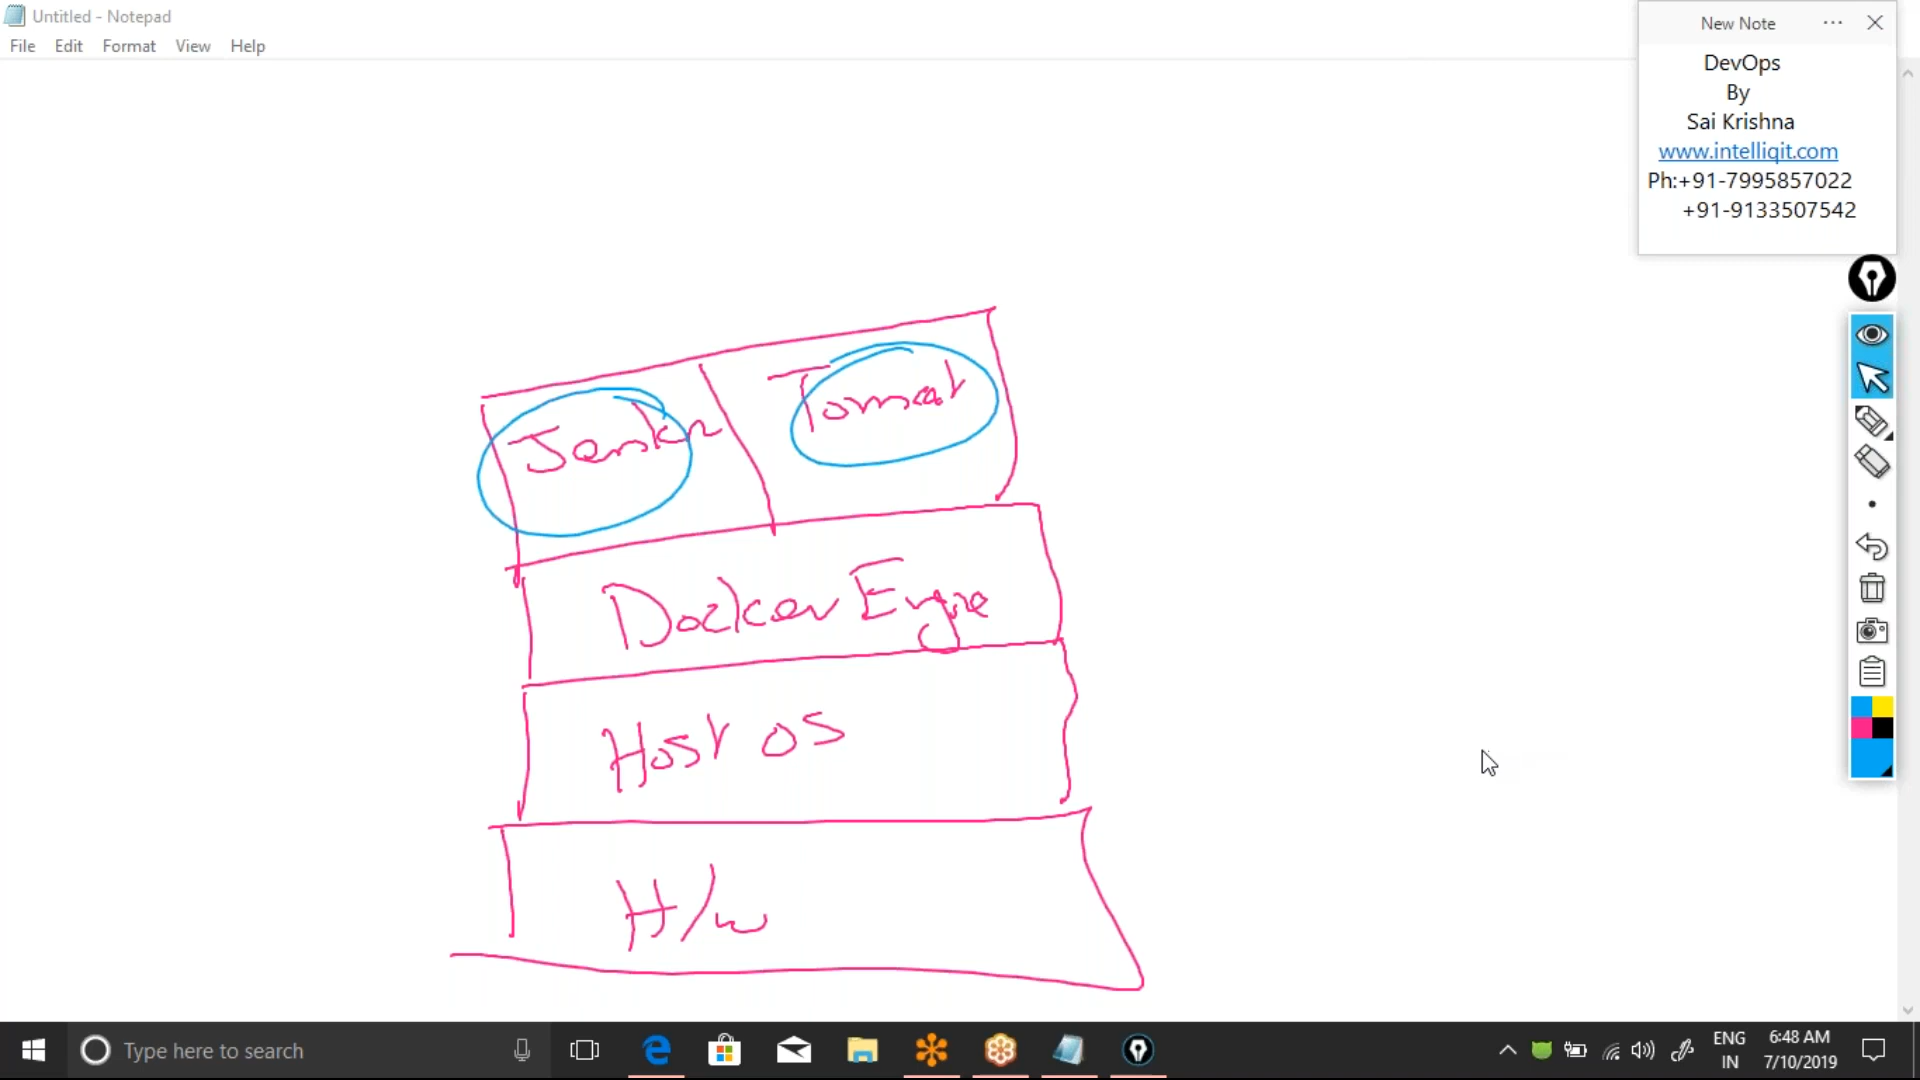 Untitled - Notepad
File Edit Format View Help
New Note
DevOps
By
Sai Krishna
www.intelliqit.com
Ph:+91-7995857022
+91-9133507542
Jenkn
Tomcat
Docker Engine
Host OS
H/w
Type here to search
ENG
IN
6:48 AM
7/10/2019